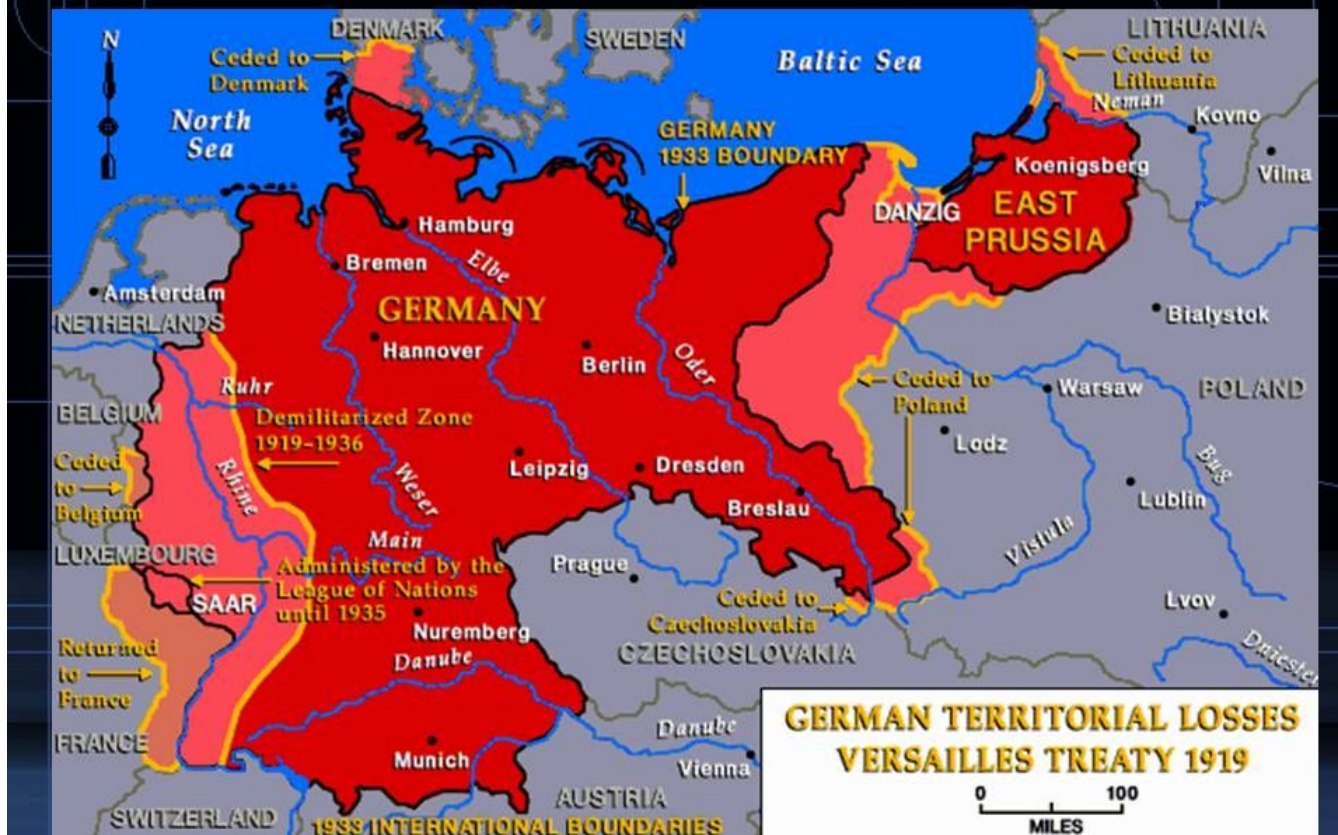 N
DENMARK
SWEDEN
LITHUANIA
Ceded to
Denmark
Baltic Sea
Ceded to
Lithuania
Neman
Kovno
North
Sea
GERMANY
1933 BOUNDARY
Koenigsberg
Vilna
DANZIG
EAST
PRUSSIA
Hamburg
Elbe
Bremen
Amsterdam
GERMANY
NETHERLANDS
Bialystok
Hannover
Berlin
Oder
Ruhr
Ceded to
Poland
Warsaw
POLAND
BELGIUM
Demilitarized Zone
1919-1936
Lodz
Bug
Ceded
to
Belgium
Rhine
Weser
Leipzig
Dresden
Breslau
Lublin
Vistula
LUXEMBOURG
Main
Prague
Administered by the
League of Nations
until 1935
SAAR
Ceded to
Czechoslovakia
Lvov
Nuremberg
CZECHOSLOVAKIA
Dniester
Returned
to
France
Danube
FRANCE
Munich
Danube
Vienna
GERMAN TERRITORIAL LOSSES
VERSAILLES TREATY 1919
0 100
MILES
SWITZERLAND
AUSTRIA
1933 INTERNATIONAL BOUNDARIES